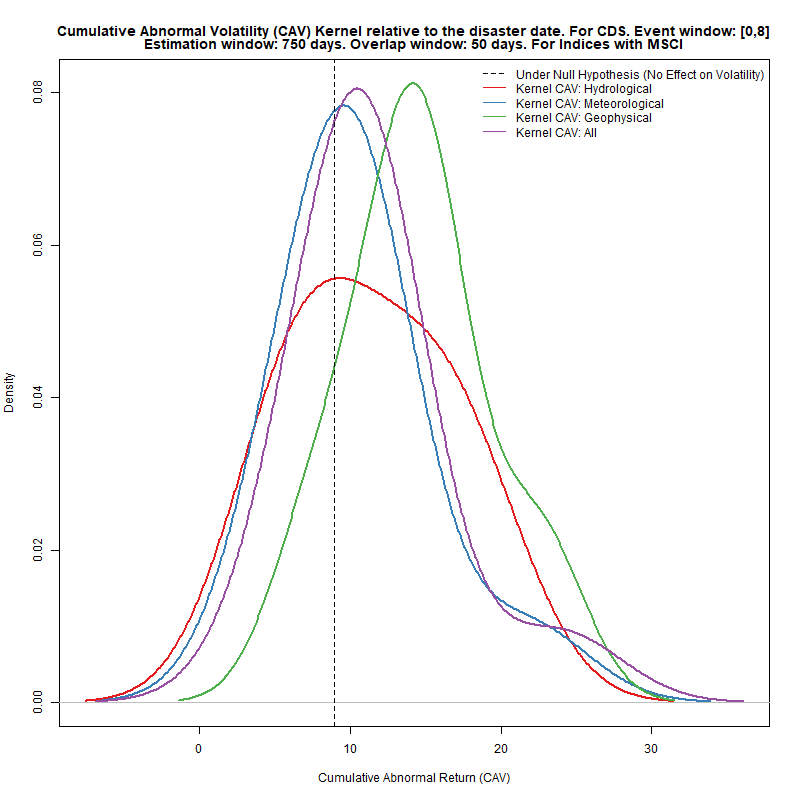 Cumulative Abnormal Volatility (CAV) Kernel relative to the disaster date. For CDS. Event window: [0,8]
Estimation window: 750 days. Overlap window: 50 days. For Indices with MSCI
Under Null Hypothesis (No Effect on Volatility)
Kernel CAV: Hydrological
Kernel CAV: Meteorological
Kernel CAV: Geophysical
Kernel CAV: All
Density
0.08
0.06
0.04
0.02
0.00
0 10 20 30
Cumulative Abnormal Return (CAV)